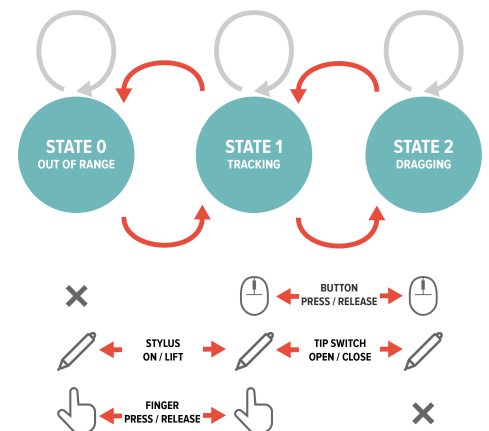 STATE 0
OUT OF RANGE
STATE 1
TRACKING
STATE 2
DRAGGING
BUTTON
PRESS / RELEASE
STYLUS
ON / LIFT
TIP SWITCH
OPEN / CLOSE
FINGER
PRESS / RELEASE